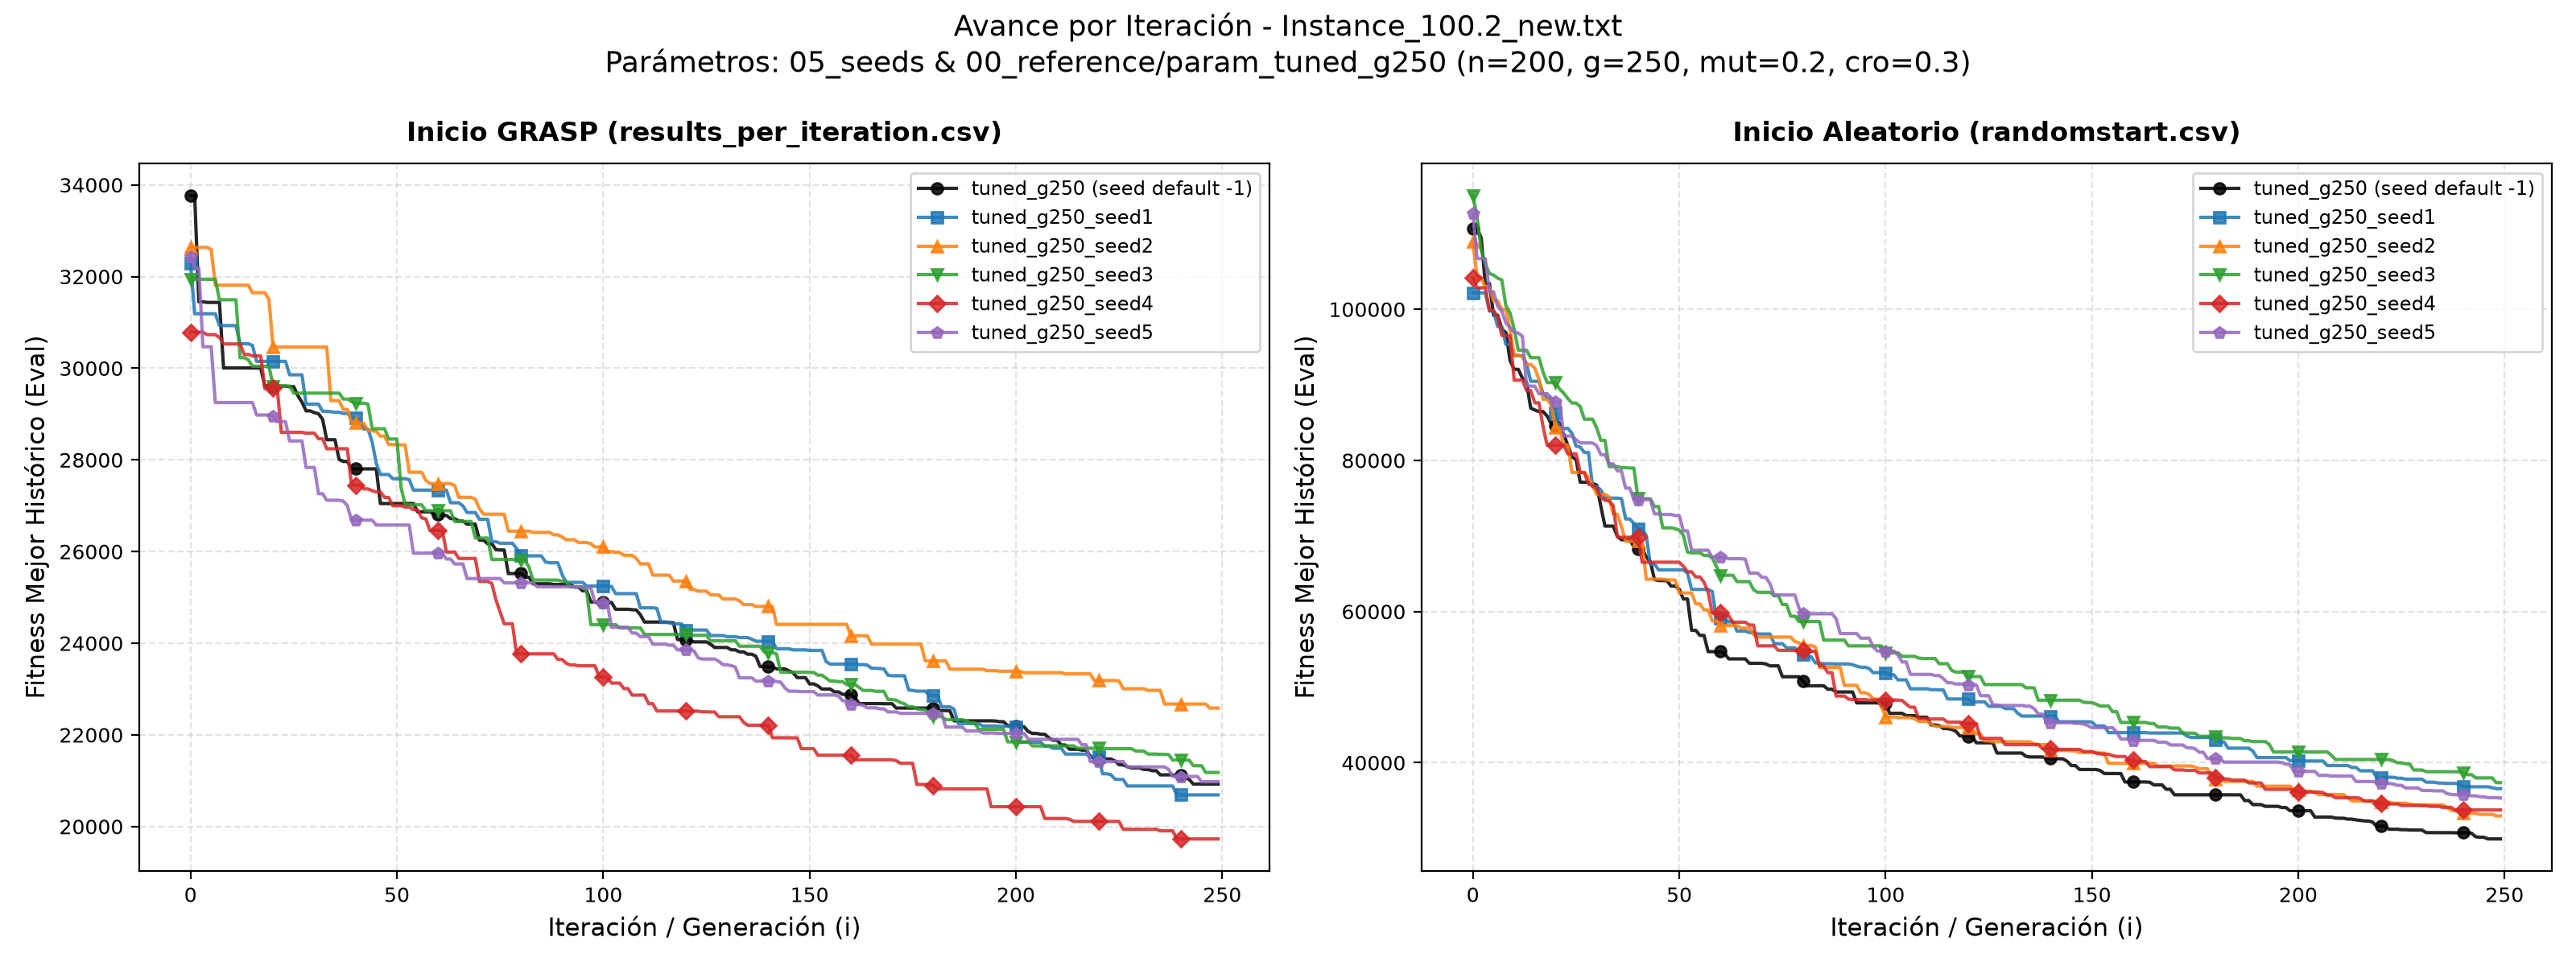 Avance por Iteración - Instance_100.2_new.txt
Parámetros: 05_seeds & 00_reference/param_tuned_g250 (n=200, g=250, mut=0.2, cro=0.3)
Inicio GRASP (results_per_iteration.csv)
Fitness Mejor Histórico (Eval)
34000
32000
30000
28000
26000
24000
22000
20000
tuned_g250 (seed default -1)
tuned_g250_seed1
tuned_g250_seed2
tuned_g250_seed3
tuned_g250_seed4
tuned_g250_seed5
0 50 100 150 200 250
Iteración / Generación (i)
Inicio Aleatorio (randomstart.csv)
Fitness Mejor Histórico (Eval)
100000
80000
60000
40000
tuned_g250 (seed default -1)
tuned_g250_seed1
tuned_g250_seed2
tuned_g250_seed3
tuned_g250_seed4
tuned_g250_seed5
0 50 100 150 200 250
Iteración / Generación (i)